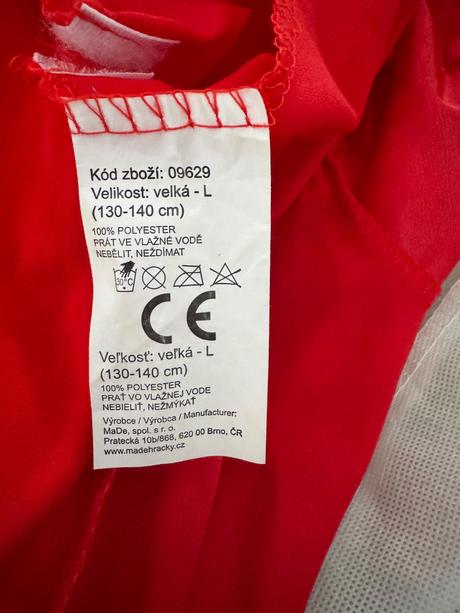 Kód zboží: 09629
Velikost: velká - L
(130-140 cm)
100% POLYESTER
PRÁT VE VLAŽNÉ VODĚ
NEBĚLIT, NEŽDÍMAT
30°C
CE
Veľkosť: veľká - L
(130-140 cm)
100% POLYESTER
PRAŤ VO VLAŽNEJ VODE
NEBIELIŤ, NEŽMÝKAŤ
Výrobce / Výrobca / Manufacturer:
MaDe, spol. s r. o.
Pratecká 10b/868, 620 00 Brno, ČR
www.madehracky.cz